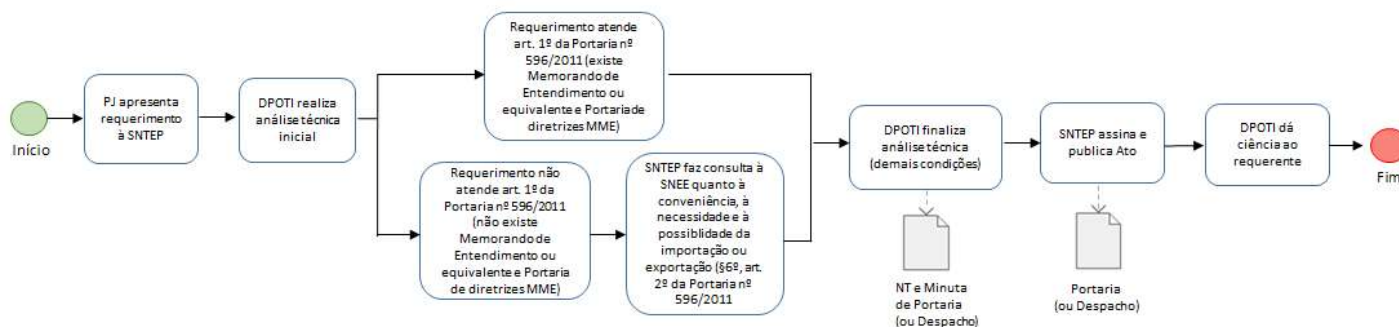 Início
PJ apresenta
requerimento
à SNTEP
DPOTI realiza
análise técnica
inicial
Requerimento atende
art. 1º da Portaria nº
596/2011 (existe
Memorando de
Entendimento ou
equivalente e Portaria de
diretrizes MME)
Requerimento não
atende art. 1º da
Portaria nº 596/2011
(não existe
Memorando de
Entendimento ou
equivalente e Portaria
de diretrizes MME)
SNTEP faz consulta à
SNEE quanto à
conveniência, à
necessidade e à
possiblidade da
importação ou
exportação (§6º, art.
2º da Portaria nº
596/2011
DPOTI finaliza
análise técnica
(demais condições)
NT e Minuta
de Portaria
(ou Despacho)
SNTEP assina e
publica Ato
Portaria
(ou Despacho)
DPOTI dá
ciência ao
requerente
Fim